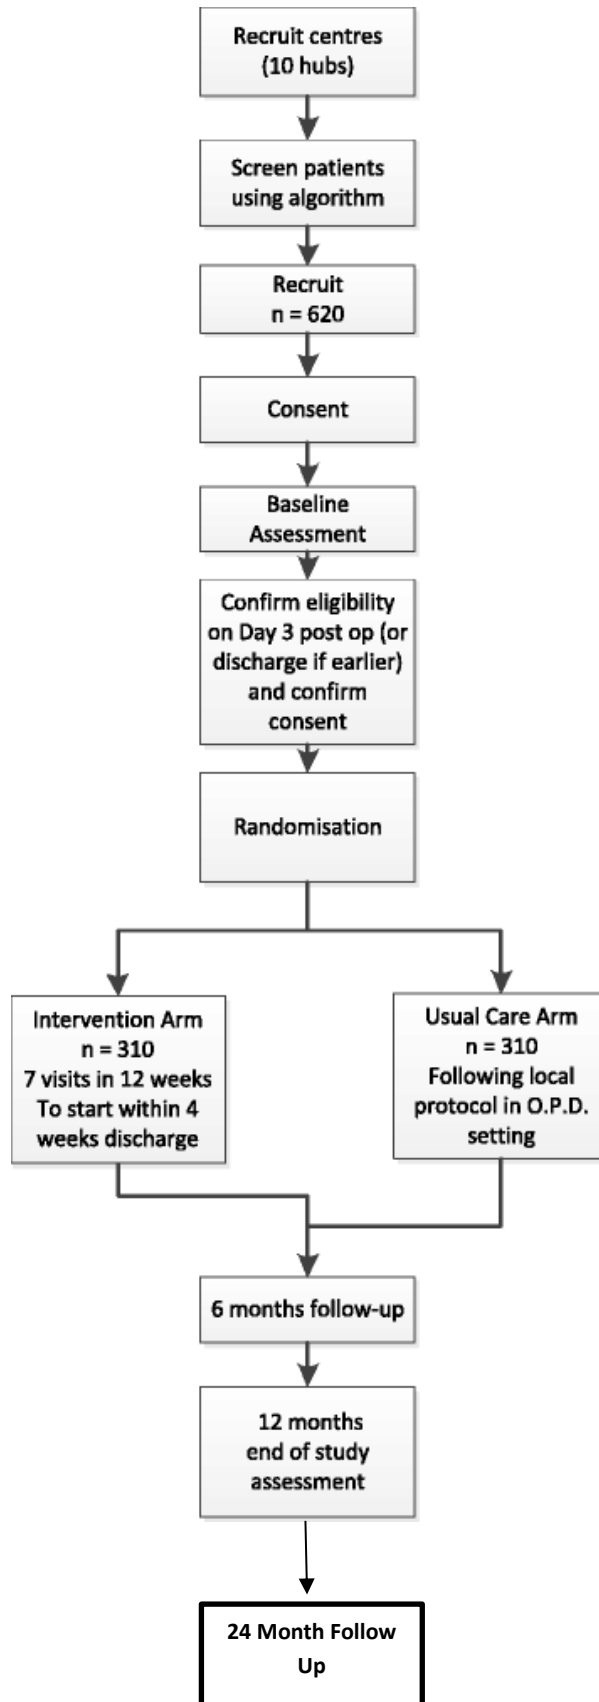 Recruit centres
(10 hubs)
Screen patients
using algorithm
Recruit
n = 620
Consent
Baseline
Assessment
Confirm eligibility
on Day 3 post op (or
discharge if earlier)
and confirm
consent
Randomisation
Intervention Arm
n = 310
7 visits in 12 weeks
To start within 4
weeks discharge
Usual Care Arm
n = 310
Following local
protocol in O.P.D.
setting
6 months follow-up
12 months
end of study
assessment
24 Month Follow
Up